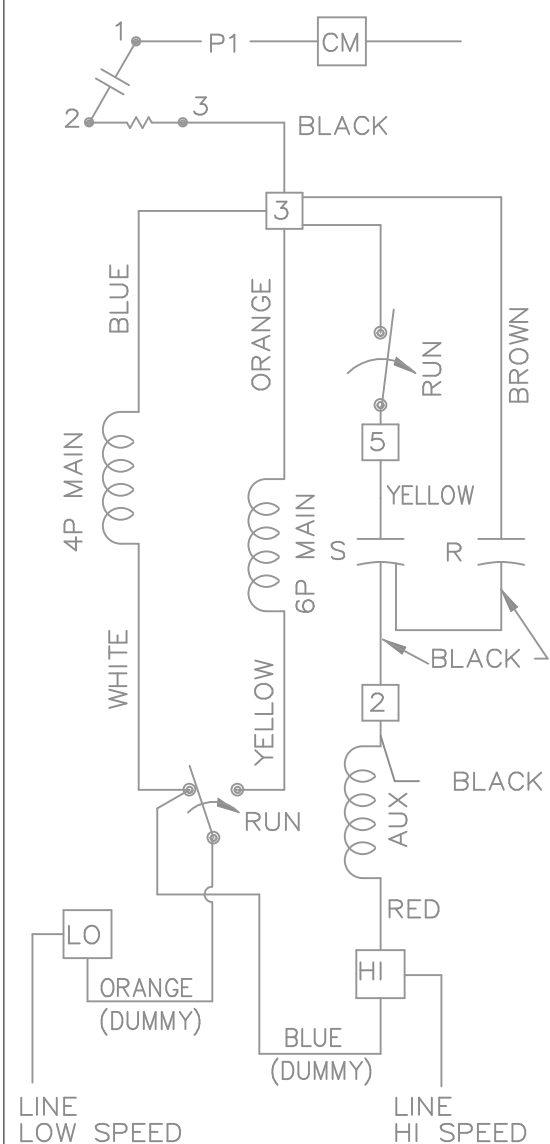 1
P1
CM
2
3
BLACK
3
BLUE
ORANGE
RUN
BROWN
5
YELLOW
4P MAIN
6P MAIN
S
R
BLACK
WHITE
YELLOW
2
BLACK
AUX
RUN
RED
LO
HI
ORANGE
(DUMMY)
BLUE
(DUMMY)
LINE
LOW SPEED
LINE
HI SPEED